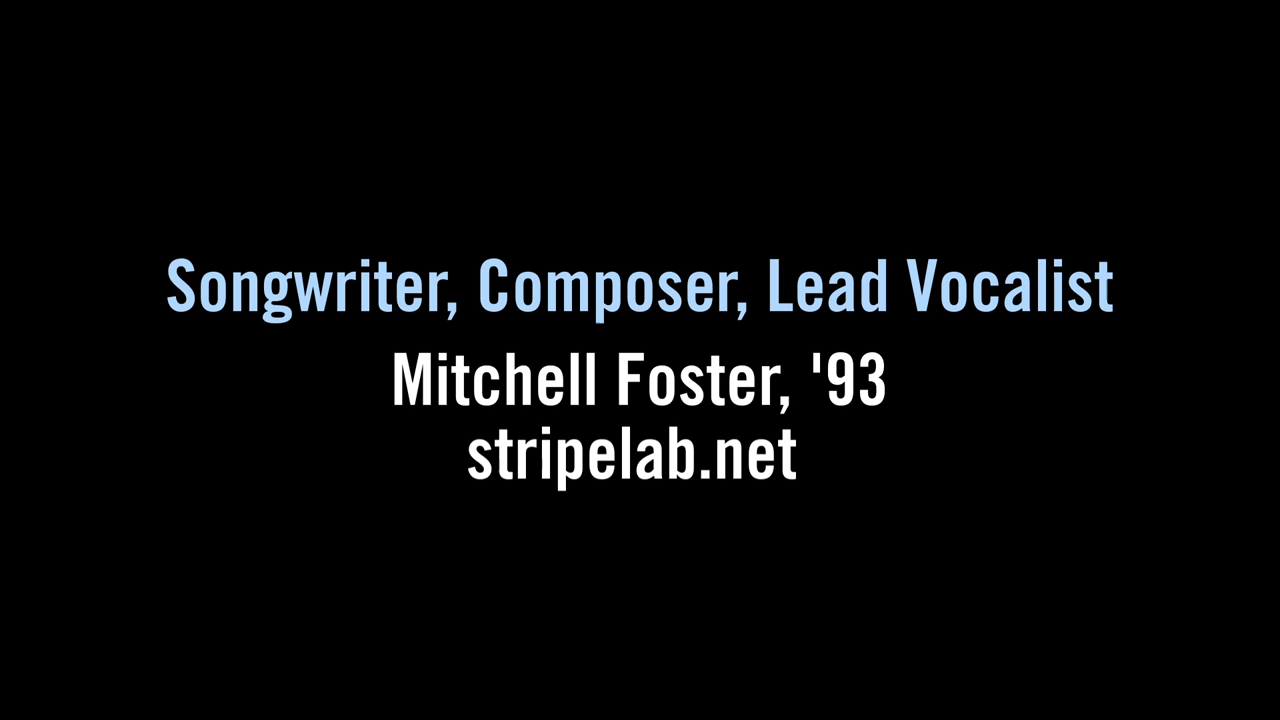 Songwriter, Composer, Lead Vocalist
Mitchell Foster, '93
stripelab.net